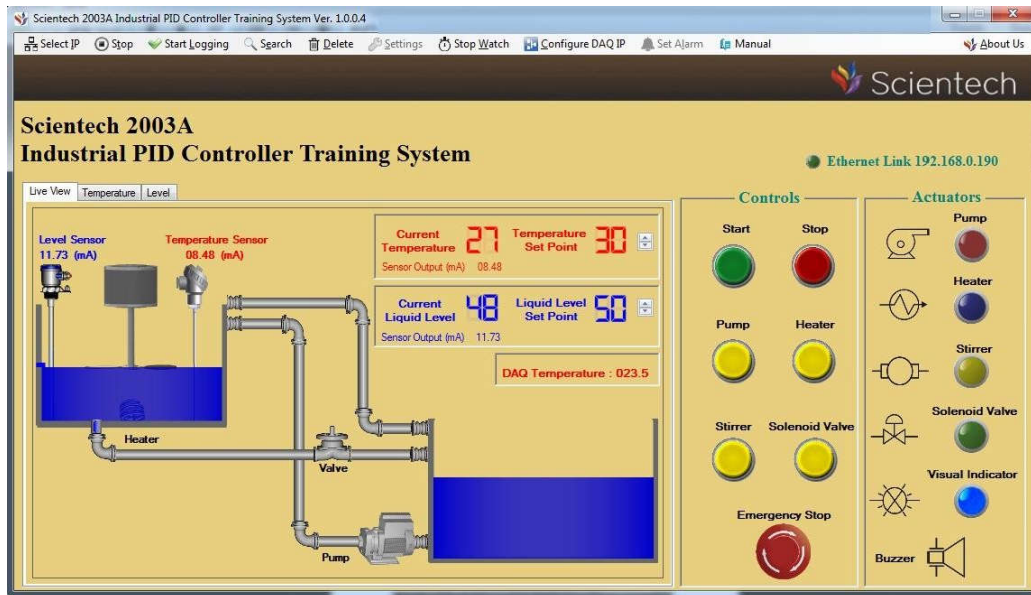 Scientech 2003A Industrial PID Controller Training System Ver. 1.0.0.4
Select IP Stop Start Logging Search Delete Settings Stop Watch Configure DAQ IP Set Alarm Manual About Us
Scientech
Scientech 2003A
Industrial PID Controller Training System
Ethernet Link 192.168.0.190
Live View Temperature Level
Level Sensor
11.73 (mA)
Temperature Sensor
08.48 (mA)
Current
Temperature
27
Temperature
Set Point
30
Sensor Output (mA) 08.48
Current
Liquid Level
48
Liquid Level
Set Point
50
Sensor Output (mA) 11.73
DAQ Temperature : 023.5
Heater
Valve
Pump
Controls
Start Stop
Pump Heater
Stirrer Solenoid Valve
Emergency Stop
Actuators
Pump
Heater
Stirrer
Solenoid Valve
Visual Indicator
Buzzer